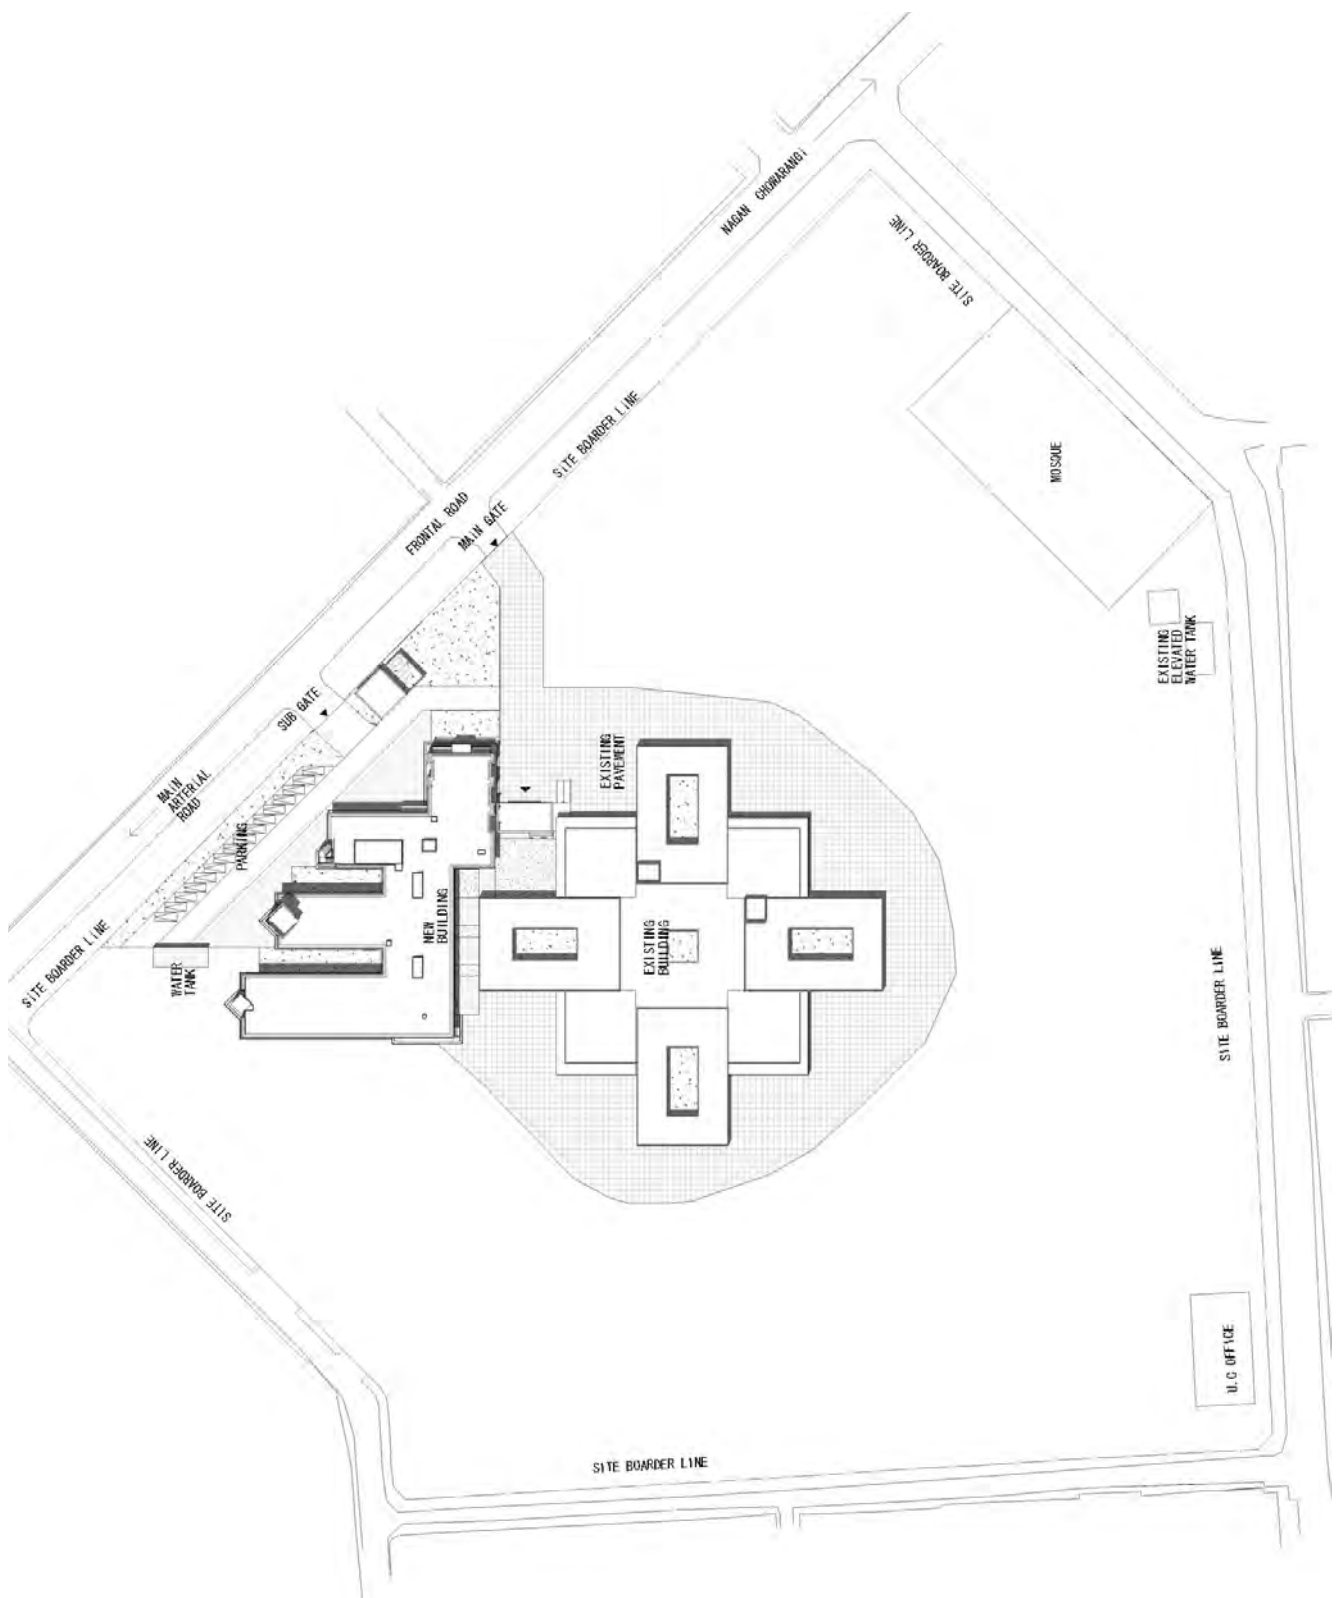 NAGAN CHOWARANGI
SITE BOARDER LINE
SITE BOARDER LINE
MOSQUE
FRONTAL ROAD
MAIN GATE
EXISTING
ELEVATED
WATER TANK
SUB GATE
MAIN
ARTERIAL
ROAD
EXISTING
PAVEMENT
PARKING
NEW
BUILDING
EXISTING
BUILDING
SITE BOARDER LINE
WATER
TANK
SITE BOARDER LINE
SITE BOARDER LINE
U.C OFFICE
SITE BOARDER LINE